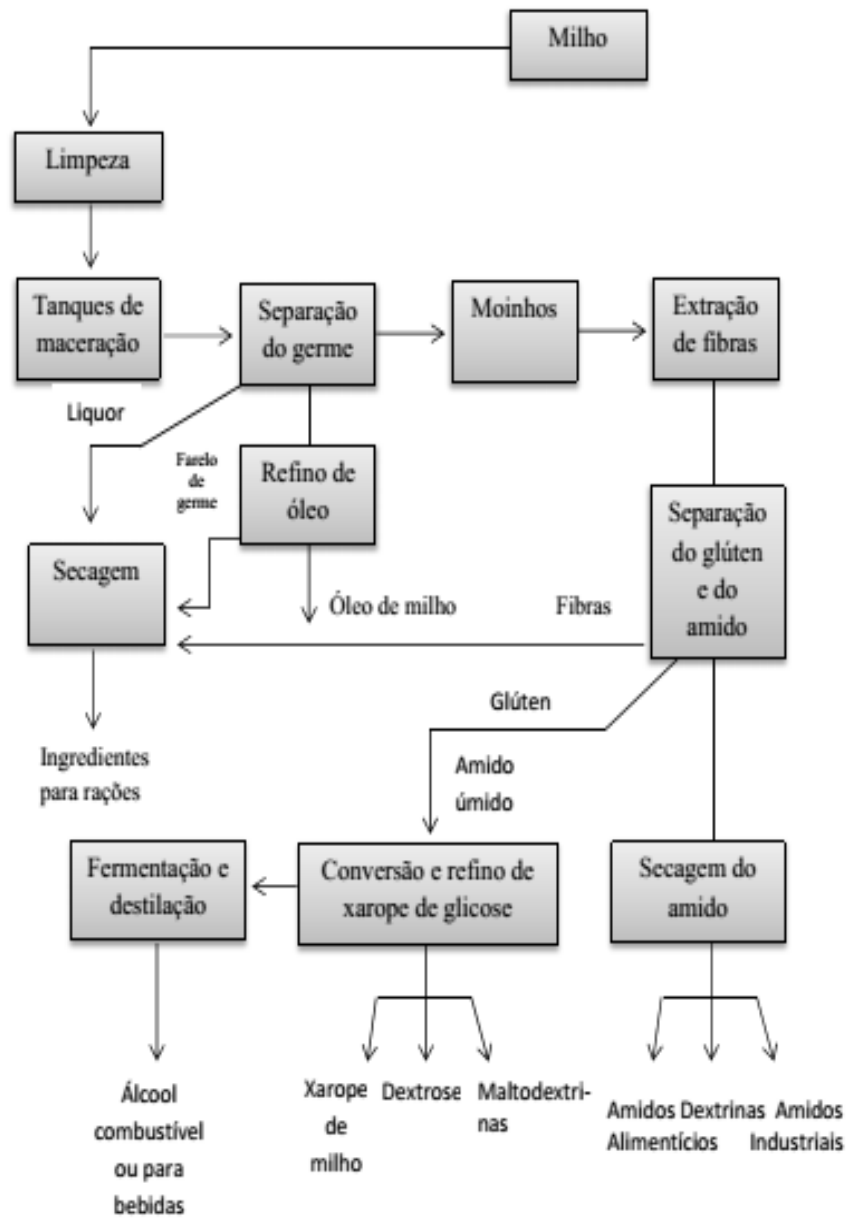 Milho
Limpeza
Tanques de
maceração
Separação
do germe
Moinhos
Extração
de fibras
Liquor
Farelo
de
germe
Refino de
óleo
Separação
do glúten
e do
amido
Secagem
Óleo de milho
Fibras
Glúten
Ingredientes
para rações
Amido
úmido
Fermentação e
destilação
Conversão e refino de
xarope de glicose
Secagem do
amido
Álcool
combustível
ou para
bebidas
Xarope
de
milho
Dextrose
Maltodextri-
nas
Amidos Dextrinas Amidos
Alimentícios Industriais